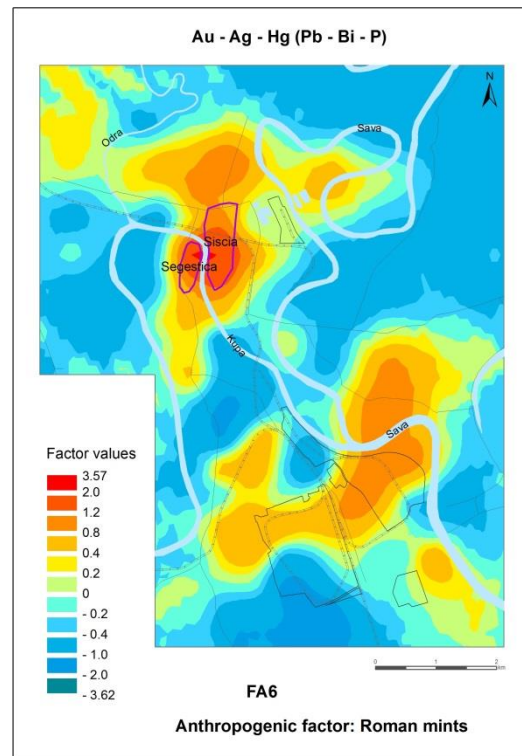 Au - Ag - Hg (Pb - Bi - P)
N
Odra
Sava
Siscia
Segestica
Kupa
Sava
Factor values
3.57
2.0
1.2
0.8
0.4
0.2
0
- 0.2
- 0.4
- 1.0
- 2.0
- 3.62
0 1 2
km
FA6
Anthropogenic factor: Roman mints